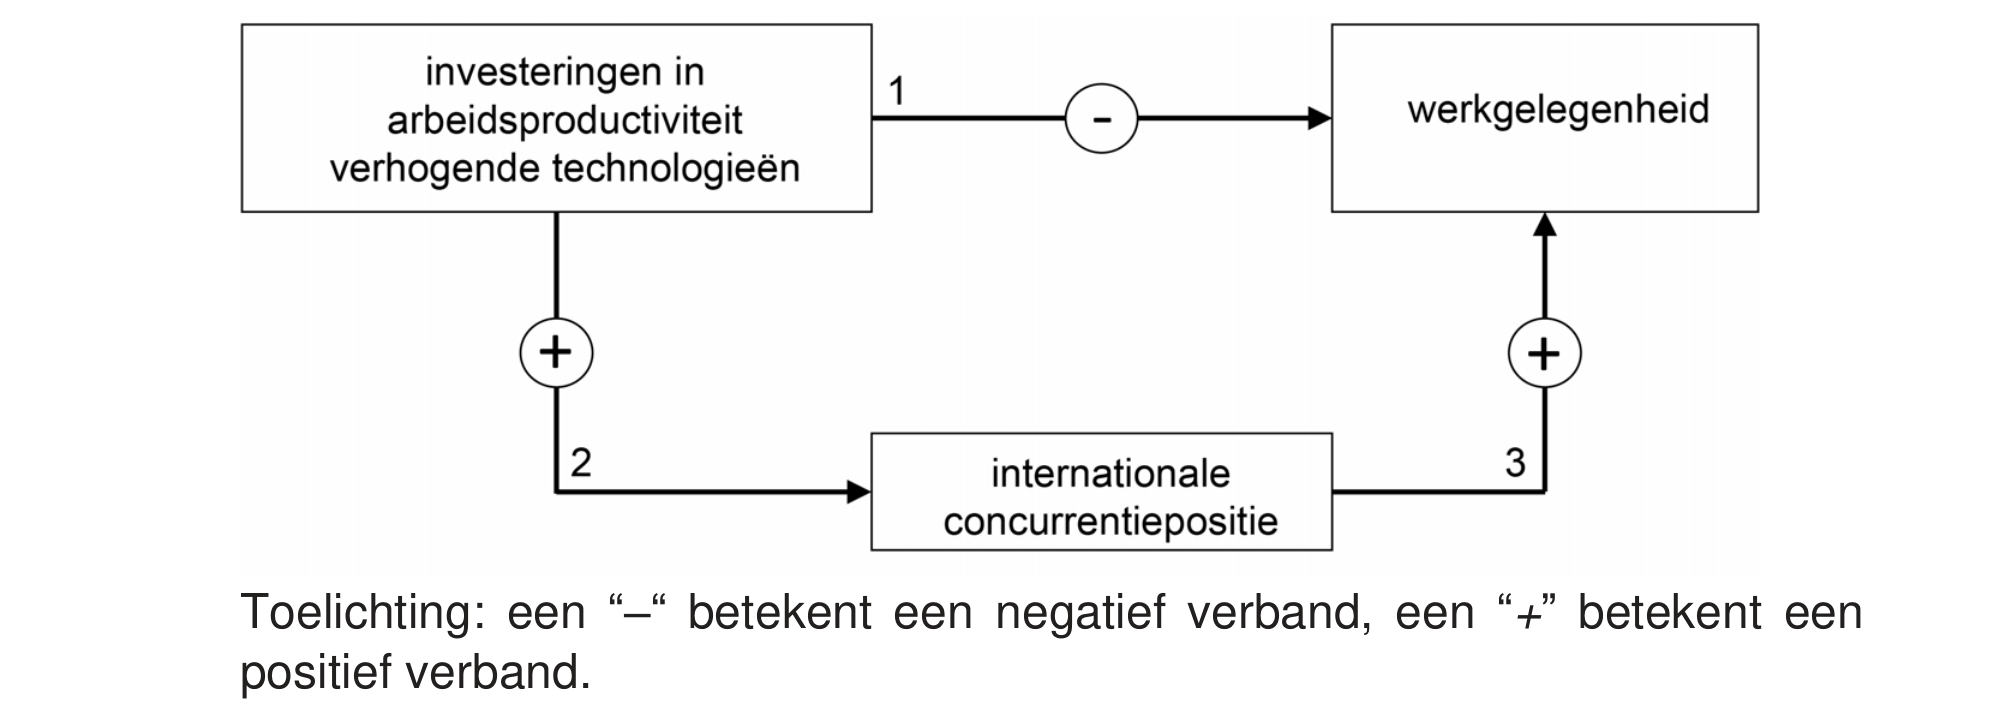 investeringen in
arbeidsproductiviteit
verhogende technologieën
1
-
werkgelegenheid
+
+
2
3
internationale
concurrentiepositie
Toelichting: een “–“ betekent een negatief verband, een “+” betekent een
positief verband.